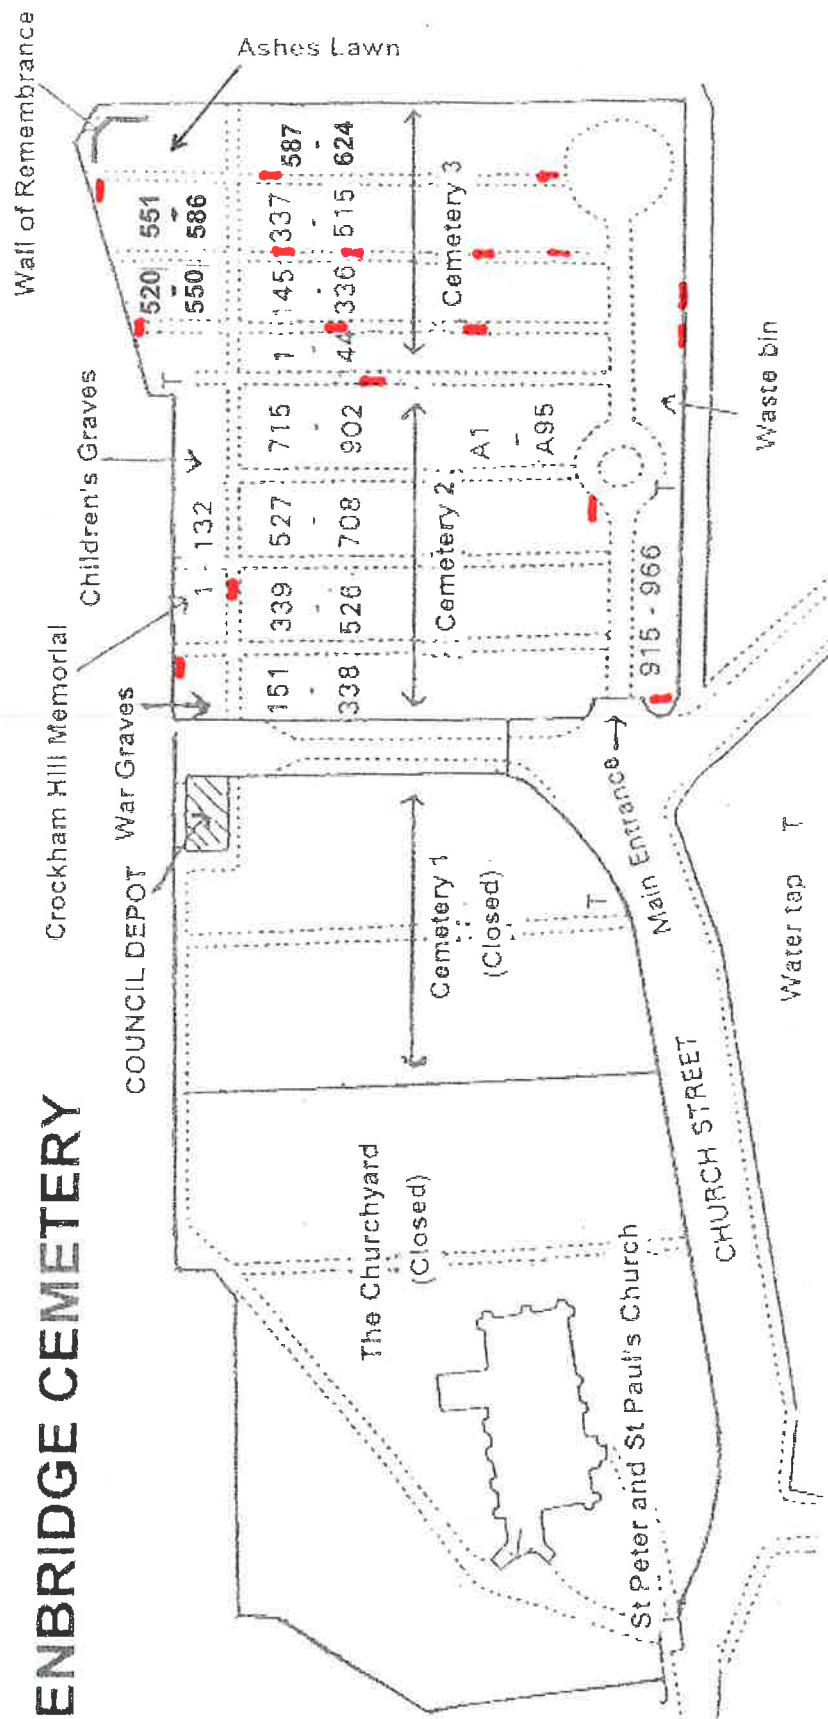 ENBRIDGE CEMETERY
Wall of Remembrance
Ashes Lawn
Children's Graves
Crockham Hill Memorial
War Graves
COUNCIL DEPOT
520
-
550
551
-
586
1 - 132
151
-
338
339
-
526
527
-
708
715
-
902
1
-
144
145
-
336
337
-
515
587
-
624
Cemetery 3
Cemetery 2
Cemetery 1
(Closed)
A1
-
A95
915 - 966
T
T
T
Waste bin
Main Entrance
Water tap T
The Churchyard
(Closed)
St Peter and St Paul's Church
CHURCH STREET